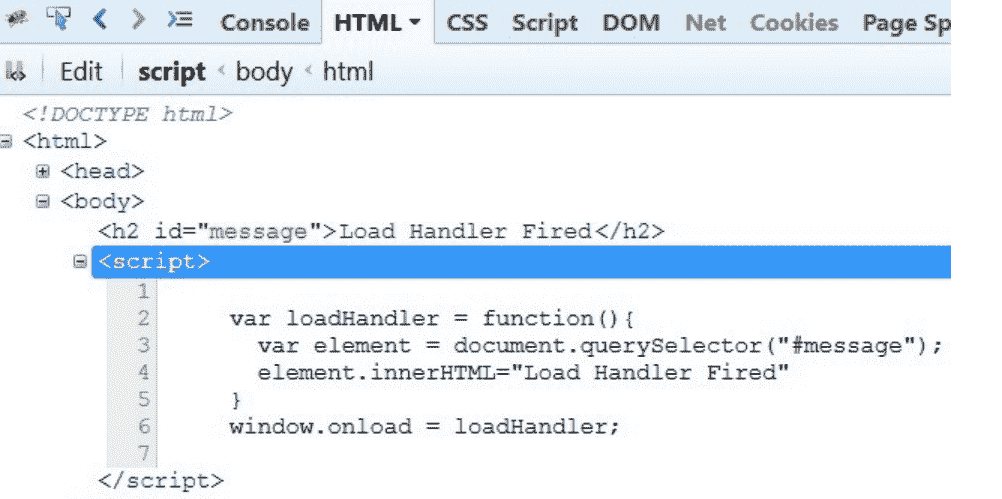 Console HTML CSS Script DOM Net Cookies Page Sp
Edit script < body < html
<!DOCTYPE html>
<html>
<head>
<body>
<h2 id="message">Load Handler Fired</h2>
<script>
1
2 var loadHandler = function(){
3 var element = document.querySelector("#message");
4 element.innerHTML="Load Handler Fired"
5 }
6 window.onload = loadHandler;
7
</script>